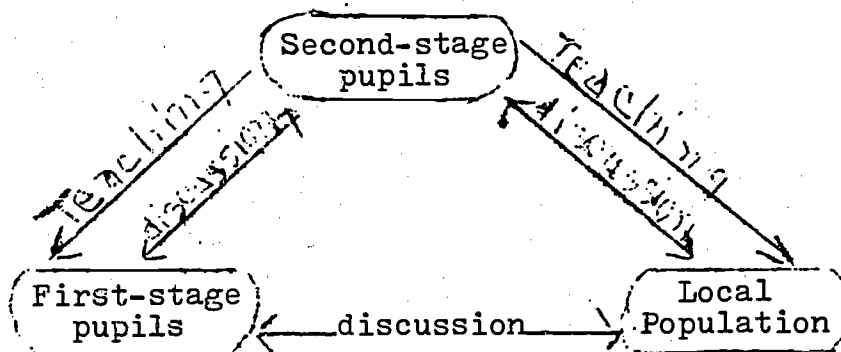 Second-stage
pupils
Teaching
discussion
Teaching
discussion
First-stage
pupils
discussion
Local
Population